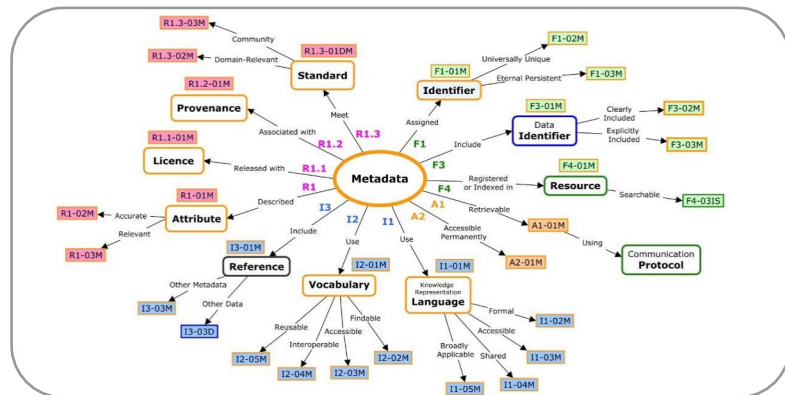 R1.3-03M
Community
R1.3-02M
Domain-Relevant
R1.3-01DM
Standard
Meet
R1.3
R1.2-01M
Provenance
Associated with
R1.2
R1.1-01M
Licence
Released with
R1.1
R1
R1-01M
Attribute
Described
R1-02M
Accurate
Relevant
R1-03M
Metadata
F1-02M
Universally Unique
F1-01M
Identifier
Eternal Persistent
F1-03M
Assigned
F1
F3-01M
Data
Identifier
Include
F3
Clearly
Included
F3-02M
Explicitly
Included
F3-03M
F4-01M
Resource
Registered
or Indexed in
F4
Searchable
F4-03IS
A1
Retrievable
A1-01M
Using
Communication
Protocol
A2
Accessible
Permanently
A2-01M
I3
Include
I3-01M
Reference
Other Metadata
I3-03M
Other Data
I3-03D
I2
Use
I2-01M
Vocabulary
Reusable
I2-05M
Interoperable
I2-04M
Accessible
I2-03M
Findable
I2-02M
I1
Use
I1-01M
Knowledge
Representation
Language
Formal
I1-02M
Accessible
I1-03M
Shared
I1-04M
Broadly
Applicable
I1-05M